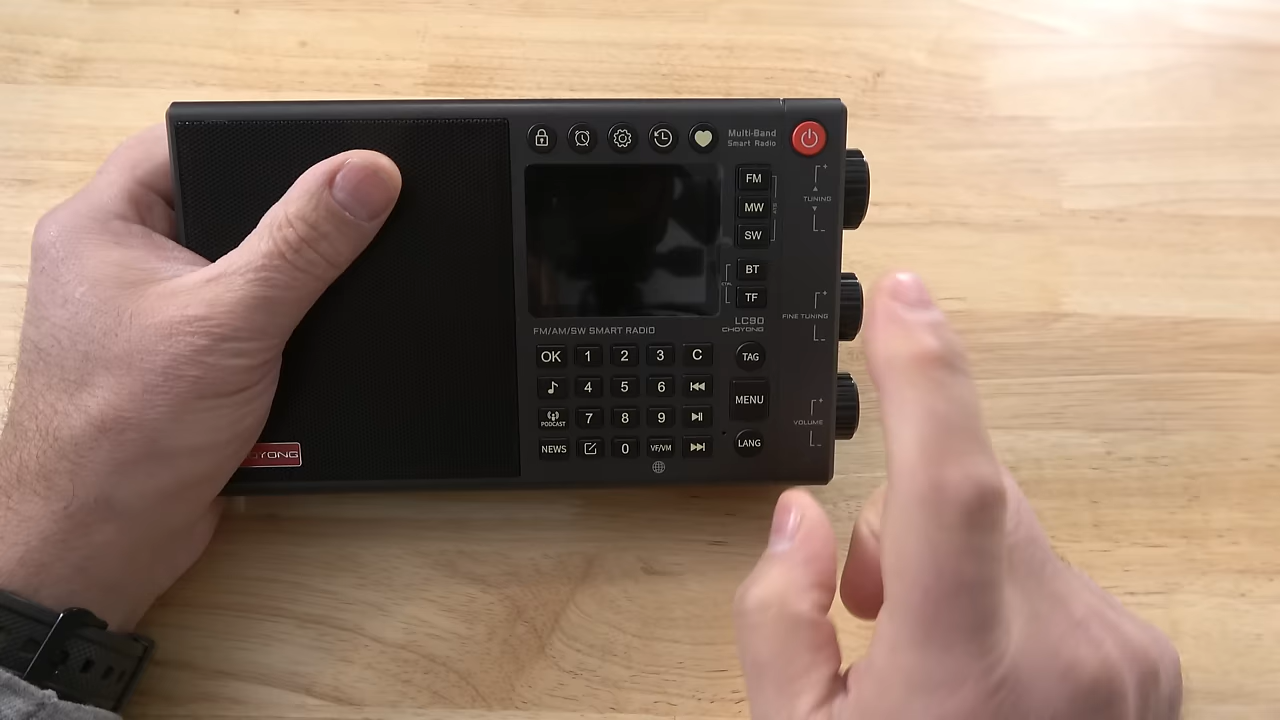 Multi-Band
Smart Radio
FM
MW
SW
BT
TF
TUNING
FINE TUNING
VOLUME
LC90
CHOYONG
FM/AM/SW SMART RADIO
OK 1 2 3 C TAG
4 5 6 MENU
PODCAST 7 8 9
NEWS 0 VF/VM LANG
OYONG